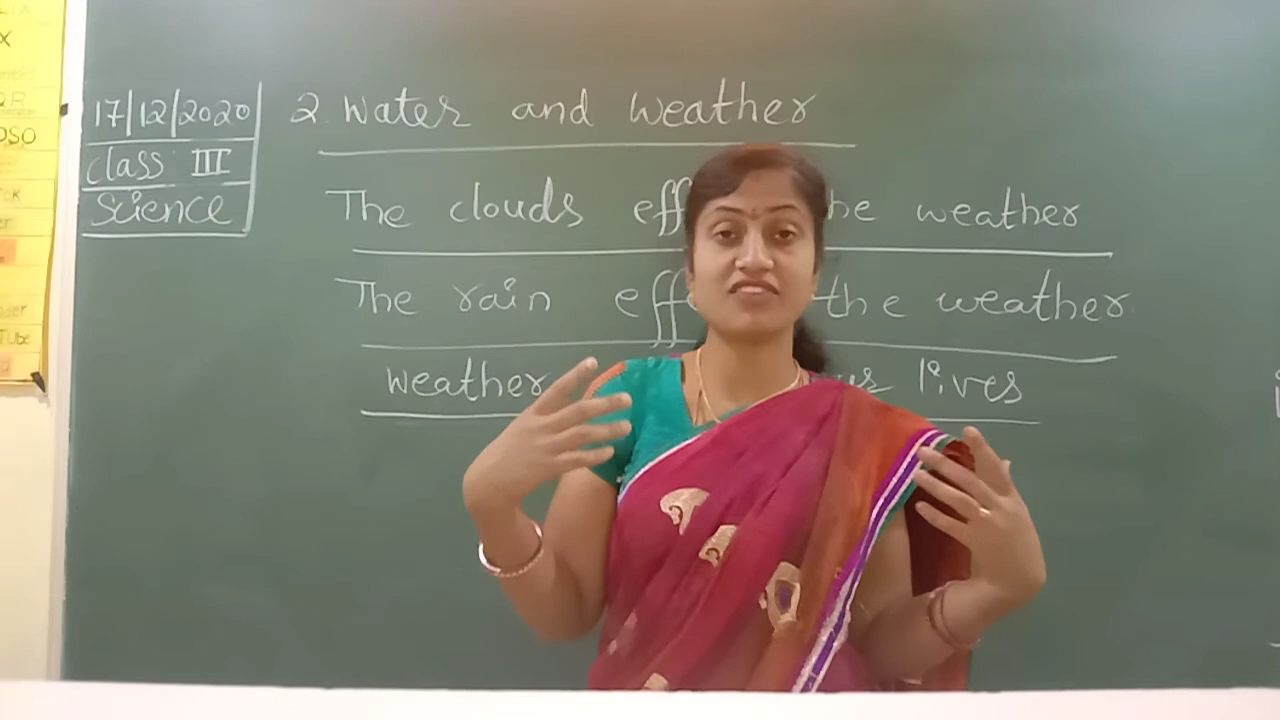 17/12/2020
class III
Science
2. Water and weather
The clouds eff he weather
The rain eff the weather
Weather lives